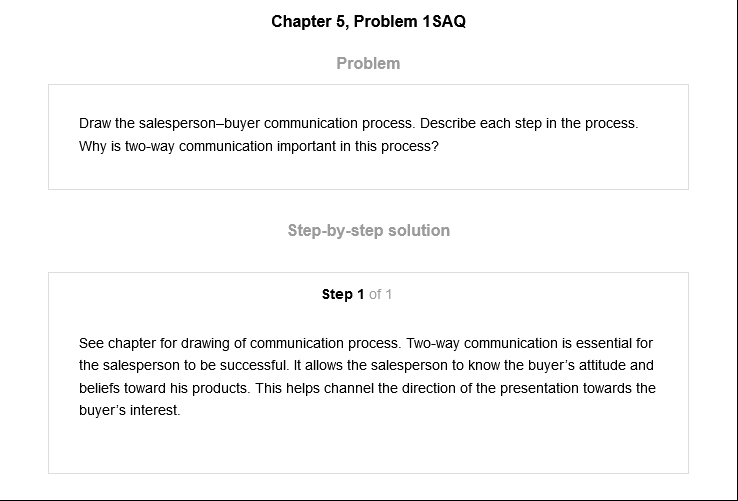 Chapter 5, Problem 1SAQ
Problem
Draw the salesperson–buyer communication process. Describe each step in the process.
Why is two-way communication important in this process?
Step-by-step solution
Step 1 of 1
See chapter for drawing of communication process. Two-way communication is essential for
the salesperson to be successful. It allows the salesperson to know the buyer’s attitude and
beliefs toward his products. This helps channel the direction of the presentation towards the
buyer’s interest.